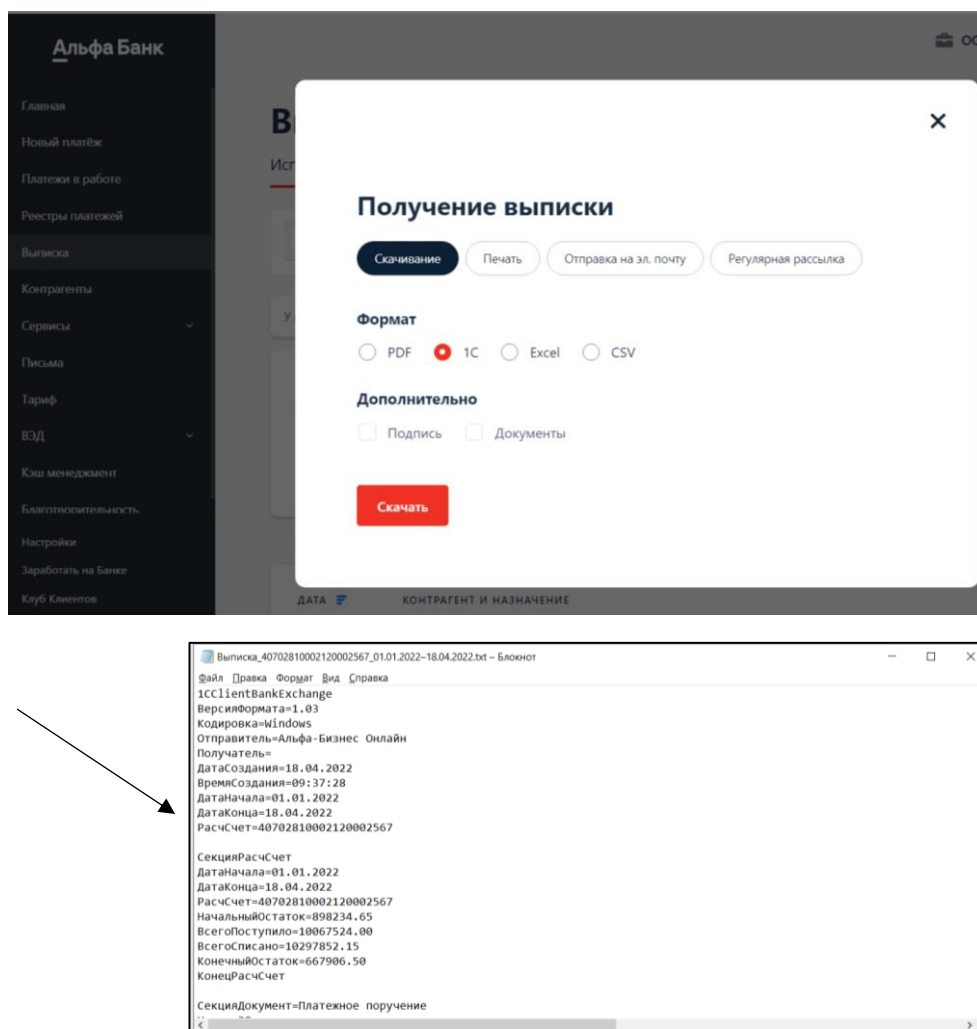 Альфа Банк
Главная
Новый платёж
Платежи в работе
Реестры платежей
Выписка
Контрагенты
Сервисы
Письма
Тариф
ВЭД
Кэш менеджмент
Благотворительность
Настройки
Заработать на Банке
Клуб Клиентов
Получение выписки
Скачивание Печать Отправка на эл. почту Регулярная рассылка
Формат
PDF 1С Excel CSV
Дополнительно
Подпись Документы
Скачать
ДАТА КОНТРАГЕНТ И НАЗНАЧЕНИЕ
Выписка_40702810002120002567_01.01.2022–18.04.2022.txt – Блокнот
Файл Правка Формат Вид Справка
1CClientBankExchange
ВерсияФормата=1.03
Кодировка=Windows
Отправитель=Альфа-Бизнес Онлайн
Получатель=
ДатаСоздания=18.04.2022
ВремяСоздания=09:37:28
ДатаНачала=01.01.2022
ДатаКонца=18.04.2022
РасчСчет=40702810002120002567
СекцияРасчСчет
ДатаНачала=01.01.2022
ДатаКонца=18.04.2022
РасчСчет=40702810002120002567
НачальныйОстаток=898234.65
ВсегоПоступило=10067524.00
ВсегоСписано=10297852.15
КонечныйОстаток=667906.50
КонецРасчСчет
СекцияДокумент=Платежное поручение